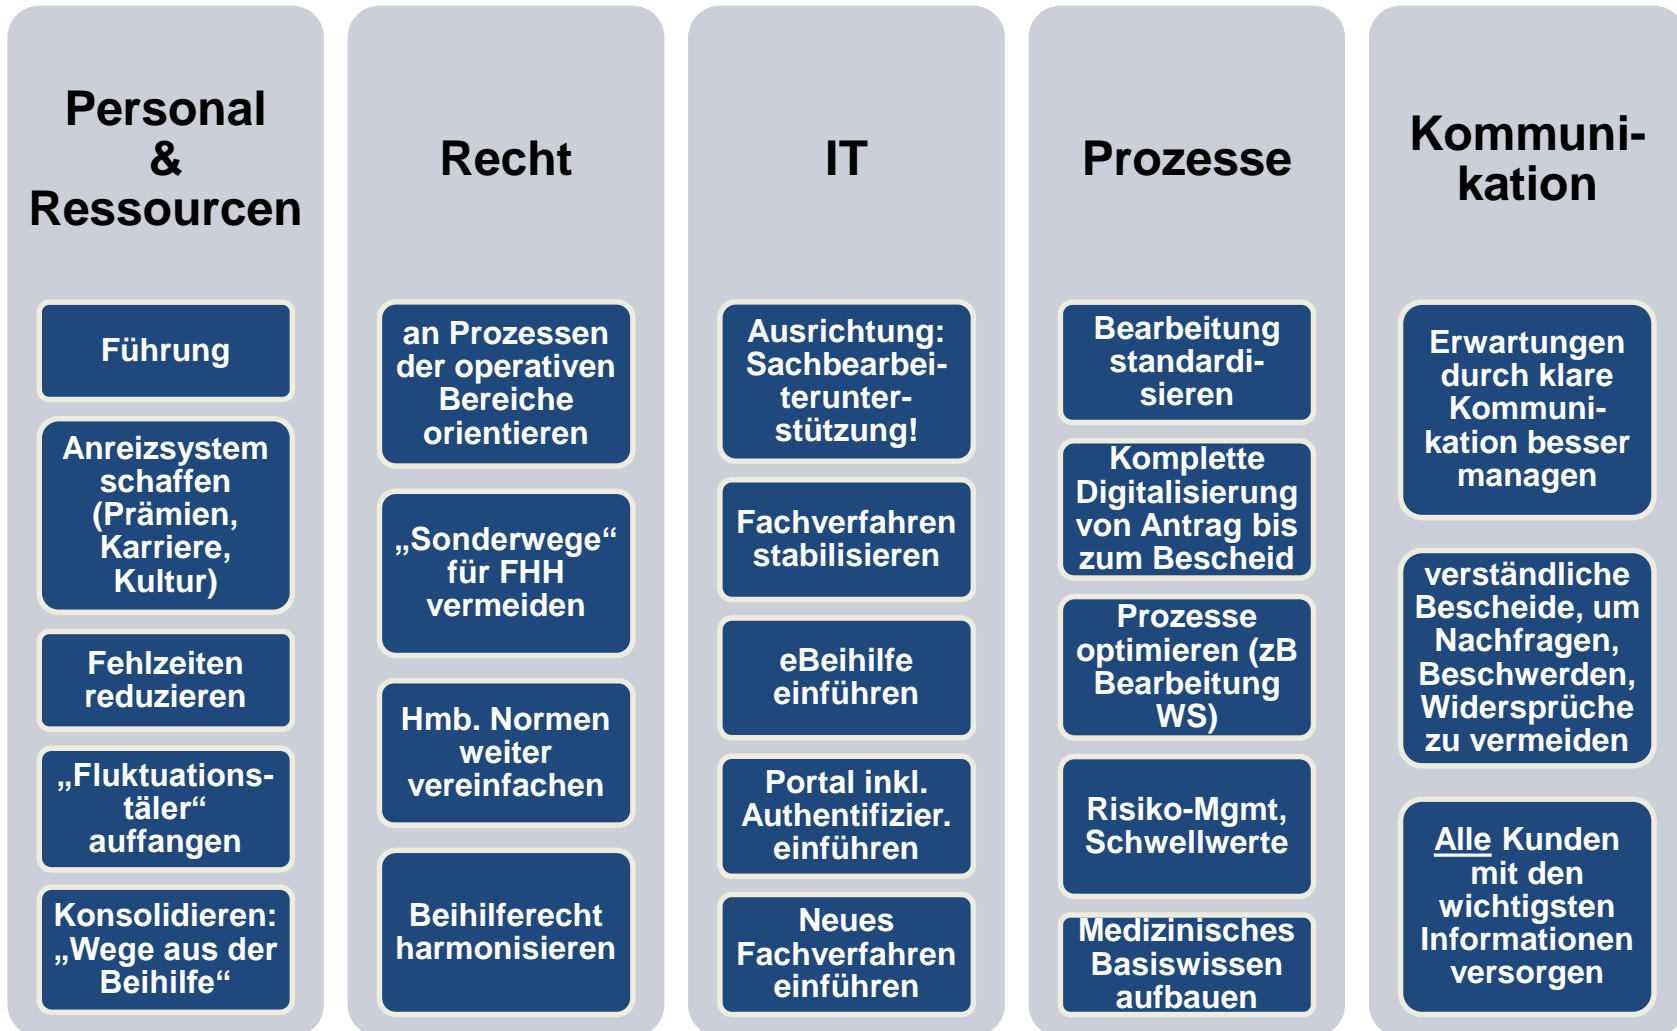 Personal
&
Ressourcen
Führung
Anreizsystem
schaffen
(Prämien,
Karriere,
Kultur)
Fehlzeiten
reduzieren
„Fluktuations-
täler“
auffangen
Konsolidieren:
„Wege aus der
Beihilfe“
Recht
an Prozessen
der operativen
Bereiche
orientieren
„Sonderwege“
für FHH
vermeiden
Hmb. Normen
weiter
vereinfachen
Beihilferecht
harmonisieren
IT
Ausrichtung:
Sachbearbei-
terunter-
stützung!
Fachverfahren
stabilisieren
eBeihilfe
einführen
Portal inkl.
Authentifizier.
einführen
Neues
Fachverfahren
einführen
Prozesse
Bearbeitung
standardi-
sieren
Komplette
Digitalisierung
von Antrag bis
zum Bescheid
Prozesse
optimieren (zB
Bearbeitung
WS)
Risiko-Mgmt,
Schwellwerte
Medizinisches
Basiswissen
aufbauen
Kommuni-
kation
Erwartungen
durch klare
Kommuni-
kation besser
managen
verständliche
Bescheide, um
Nachfragen,
Beschwerden,
Widersprüche
zu vermeiden
Alle Kunden
mit den
wichtigsten
Informationen
versorgen